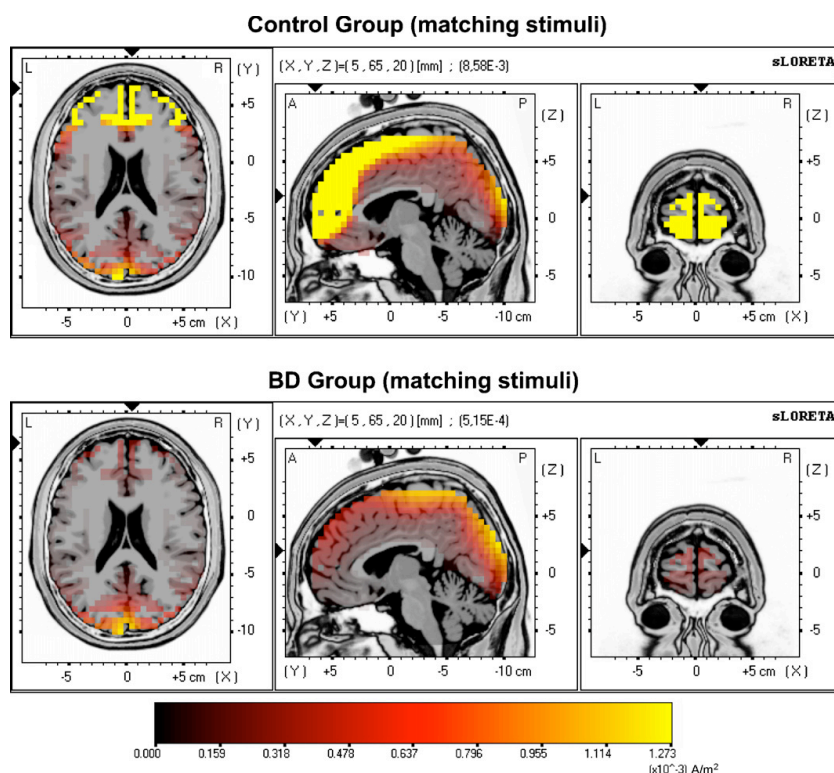 Control Group (matching stimuli)
L R (Y)
+5
0
-5
-10
-5 0 +5 cm (X)
(X, Y, Z)=( 5 , 65 , 20 ) [mm] ; (8,58E-3)
A P (Z)
+5
0
-5
(Y) +5 0 -5 -10 cm
sLORETA
L R (Z)
+5
0
-5
-5 0 +5 cm (X)
BD Group (matching stimuli)
L R (Y)
+5
0
-5
-10
-5 0 +5 cm (X)
(X, Y, Z)=( 5 , 65 , 20 ) [mm] ; (5,15E-4)
A P (Z)
+5
0
-5
(Y) +5 0 -5 -10 cm
sLORETA
L R (Z)
+5
0
-5
-5 0 +5 cm (X)
0.000 0.159 0.318 0.478 0.637 0.796 0.955 1.114 1.273
(x10^-3) A/m²